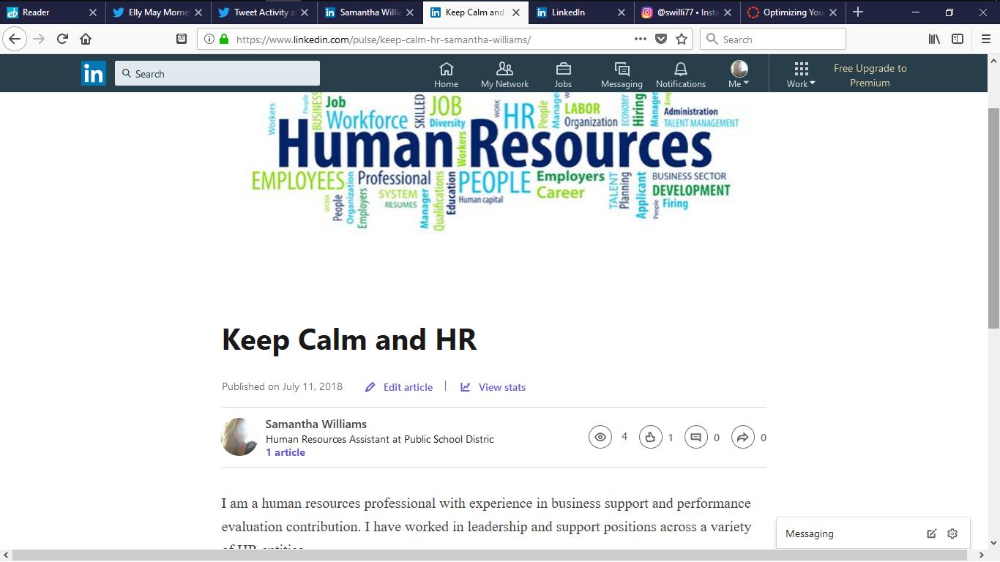 Reader
Elly May Mome
Tweet Activity a
Samantha Willia
Keep Calm and
LinkedIn
@swilli77 • Insta
Optimizing You
https://www.linkedin.com/pulse/keep-calm-hr-samantha-williams/
Search
in
Search
Home
My Network
Jobs
Messaging
Notifications
Me
Work
Free Upgrade to
Premium
Workers
People
BUSINESS
Job
Workforce
SKILLED
JOB
Diversity
Workers
WORK
HR
People
Manage
LABOR
Organization
ECONOMY
Hiring
Manager
Administration
TALENT MANAGEMENT
Human Resources
EMPLOYEES
WORK
People
Organization
Employers
Professional
SYSTEM
RESUMES
Manager
Qualifications
Education
PEOPLE
Human capital
Employers
Career
TALENT
Planning
Applicant
People
BUSINESS SECTOR
DEVELOPMENT
Firing
Keep Calm and HR
Published on July 11, 2018
Edit article
View stats
Samantha Williams
Human Resources Assistant at Public School Distric
1 article
4
1
0
0
I am a human resources professional with experience in business support and performance
evaluation contribution. I have worked in leadership and support positions across a variety
of HR entities
Messaging